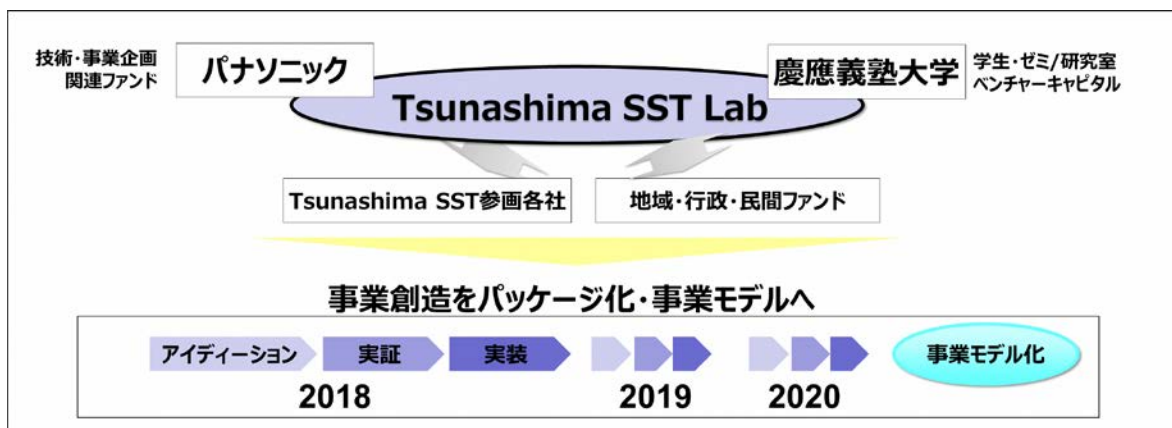 技術・事業企画
関連ファンド
パナソニック
慶應義塾大学
学生・ゼミ/研究室
ベンチャーキャピタル
Tsunashima SST Lab
Tsunashima SST参画各社
地域・行政・民間ファンド
事業創造をパッケージ化・事業モデルへ
アイディーション
実証
実装
事業モデル化
2018
2019
2020